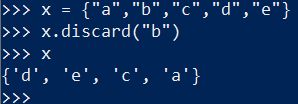 >>> x = {"a","b","c","d","e"}
>>> x.discard("b")
>>> x
{'d', 'e', 'c', 'a'}
>>>